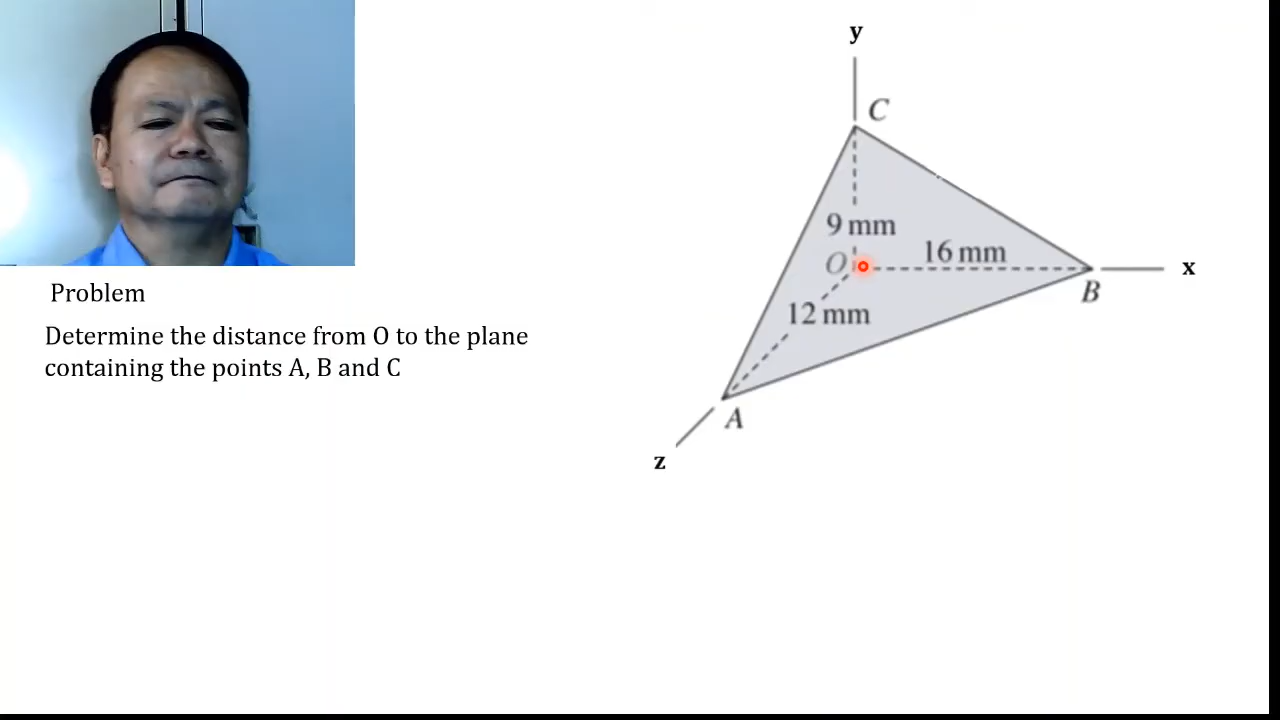 Problem
Determine the distance from O to the plane
containing the points A, B and C
y
C
9 mm
O
16 mm
x
B
12 mm
A
z